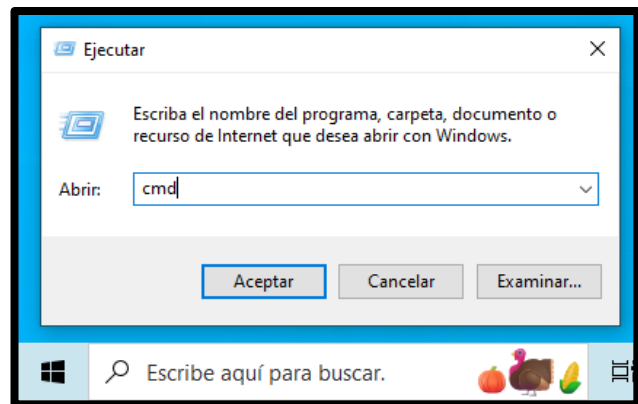 Ejecutar
Escriba el nombre del programa, carpeta, documento o
recurso de Internet que desea abrir con Windows.
Abrir:
cmd
Aceptar
Cancelar
Examinar...
Escribe aquí para buscar.